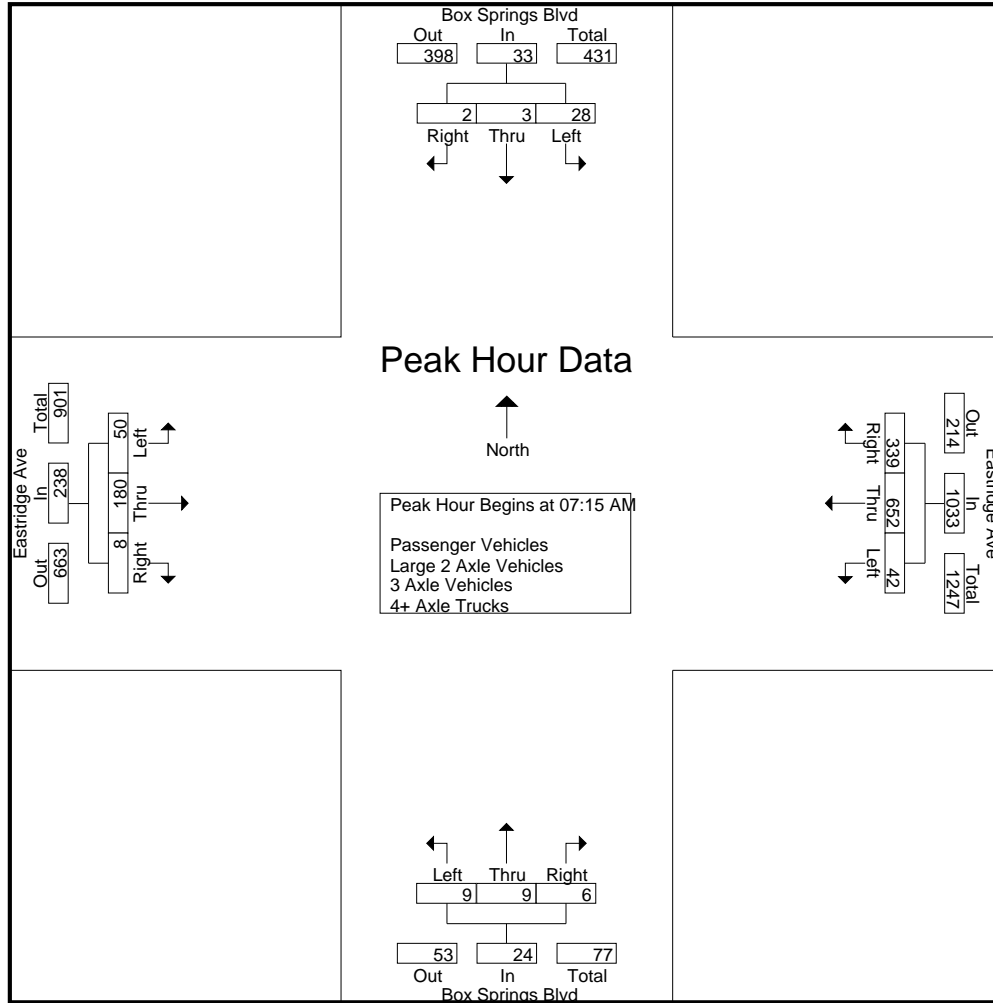 Box Springs Blvd
Out In Total
398 33 431
2 3 28
Right Thru Left
Peak Hour Data
North
Peak Hour Begins at 07:15 AM
Passenger Vehicles
Large 2 Axle Vehicles
3 Axle Vehicles
4+ Axle Trucks
Eastridge Ave
Out In Total
663 238 901
8 180 50
Right Thru Left
Eastridge Ave
Out In Total
214 1033 1247
339 652 42
Right Thru Left
Left Thru Right
9 9 6
53 24 77
Out In Total
Box Springs Blvd